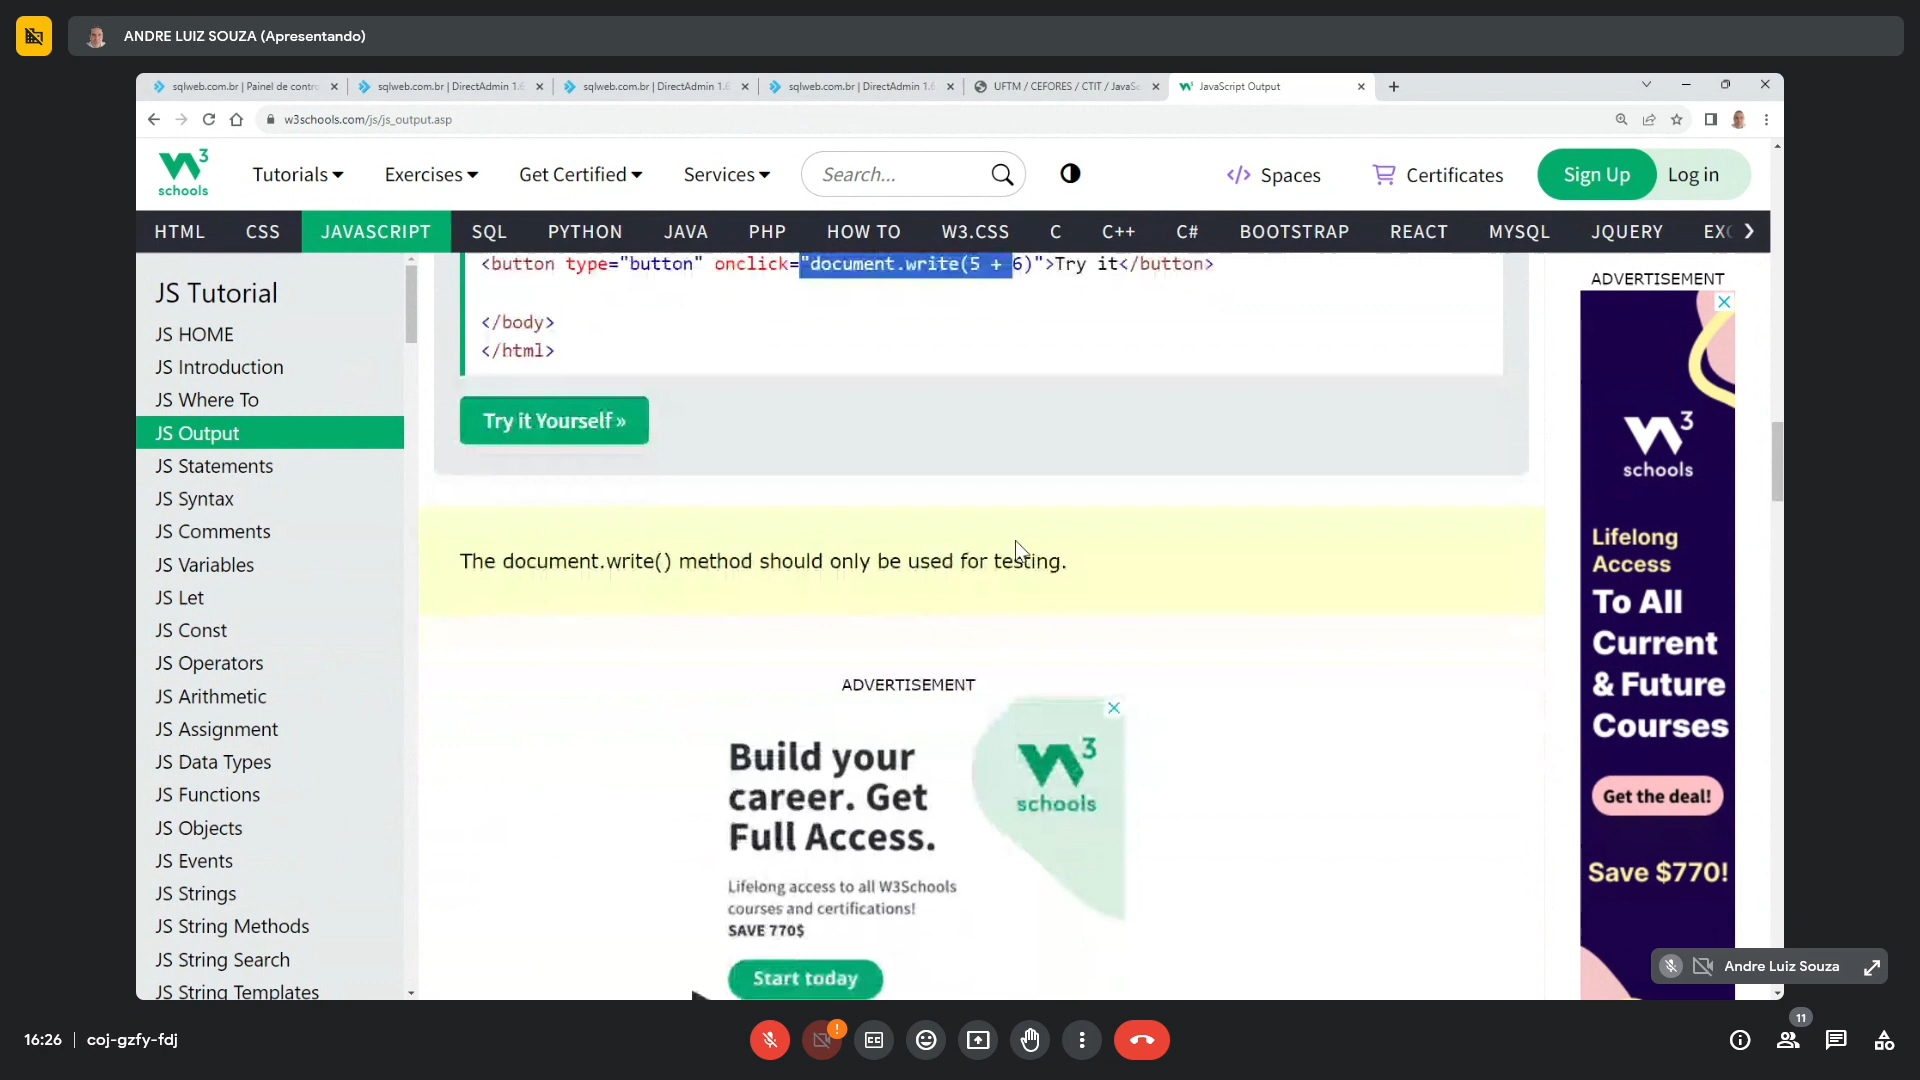 ANDRE LUIZ SOUZA (Apresentando)
sqlweb.com.br | Painel de contro
sqlweb.com.br | DirectAdmin 1.6
sqlweb.com.br | DirectAdmin 1.6
sqlweb.com.br | DirectAdmin 1.6
UFTM / CEFORES / CTIT / JavaSc
JavaScript Output
w3schools.com/js/js_output.asp
W3 schools
Tutorials
Exercises
Get Certified
Services
Search...
Spaces
Certificates
Sign Up
Log in
HTML CSS JAVASCRIPT SQL PYTHON JAVA PHP HOW TO W3.CSS C C++ C# BOOTSTRAP REACT MYSQL JQUERY EXC
JS Tutorial
JS HOME
JS Introduction
JS Where To
JS Output
JS Statements
JS Syntax
JS Comments
JS Variables
JS Let
JS Const
JS Operators
JS Arithmetic
JS Assignment
JS Data Types
JS Functions
JS Objects
JS Events
JS Strings
JS String Methods
JS String Search
JS String Templates
<button type="button" onclick="document.write(5 + 6)">Try it</button>
</body>
</html>
Try it Yourself »
The document.write() method should only be used for testing.
ADVERTISEMENT
Build your
career. Get
Full Access.
Lifelong access to all W3Schools
courses and certifications!
SAVE 770$
Start today
W3
schools
ADVERTISEMENT
W3
schools
Lifelong
Access
To All
Current
& Future
Courses
Get the deal!
Save $770!
Andre Luiz Souza
16:26 | coj-gzfy-fdj
11